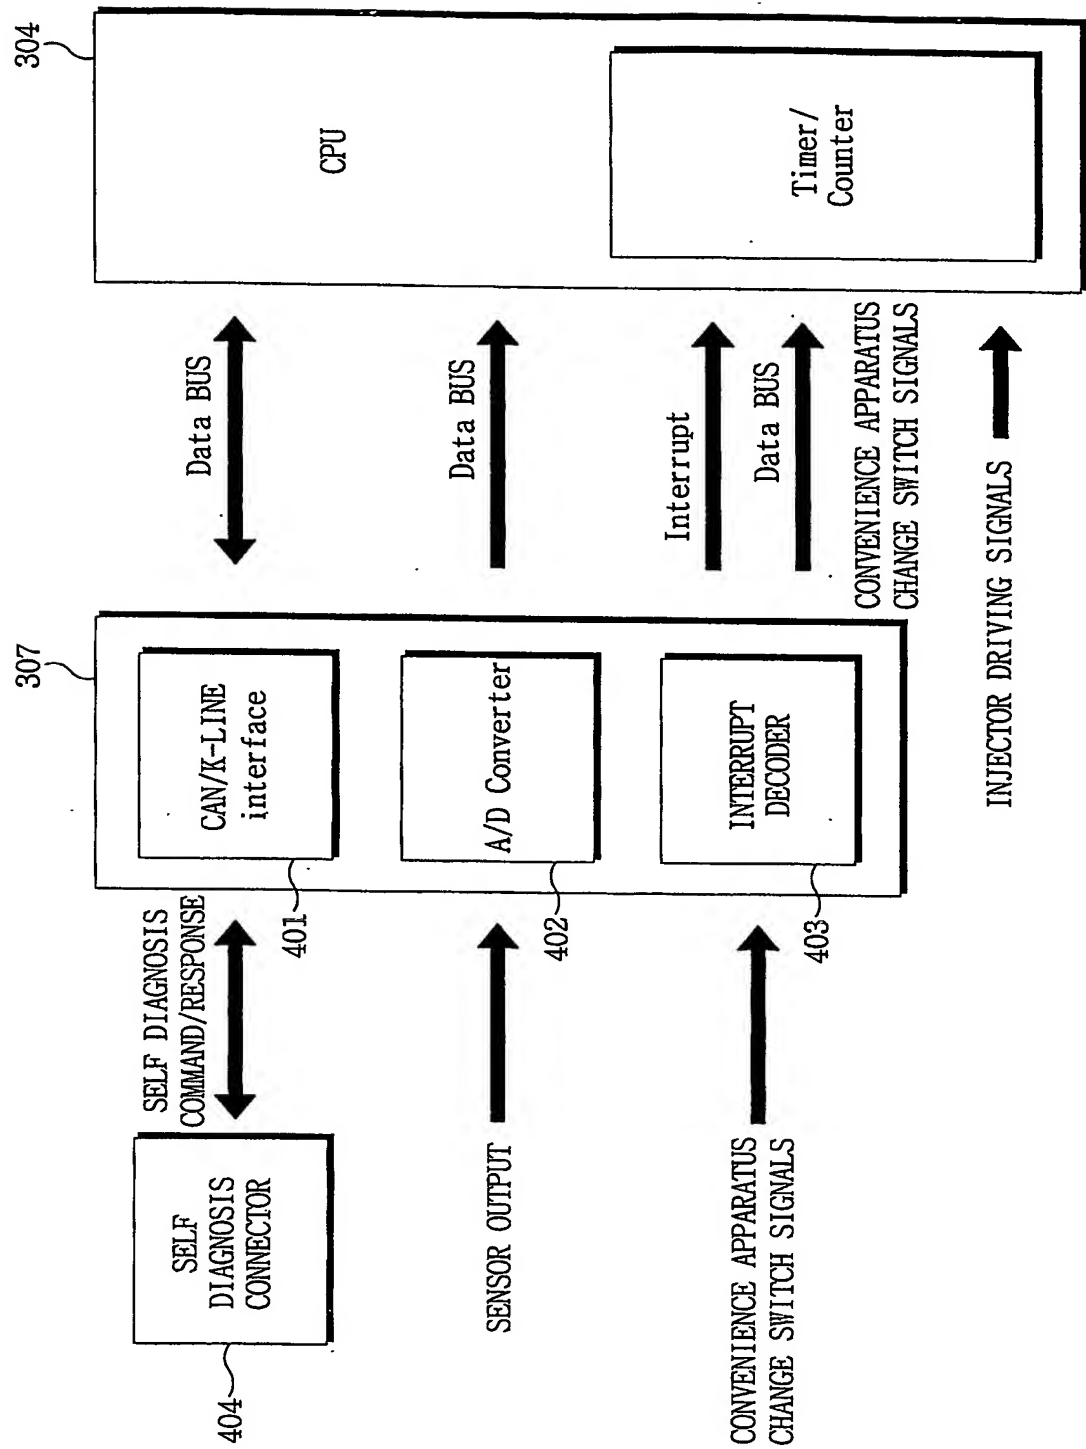 304
CPU
Timer/
Counter
Data BUS
Data BUS
Interrupt
Data BUS
CONVENIENCE APPARATUS
CHANGE SWITCH SIGNALS
INJECTOR DRIVING SIGNALS
307
CAN/K-LINE
interface
401
A/D Converter
402
INTERRUPT
DECODER
403
SELF DIAGNOSIS
COMMAND/RESPONSE
SELF
DIAGNOSIS
CONNECTOR
404
SENSOR OUTPUT
CONVENIENCE APPARATUS
CHANGE SWITCH SIGNALS